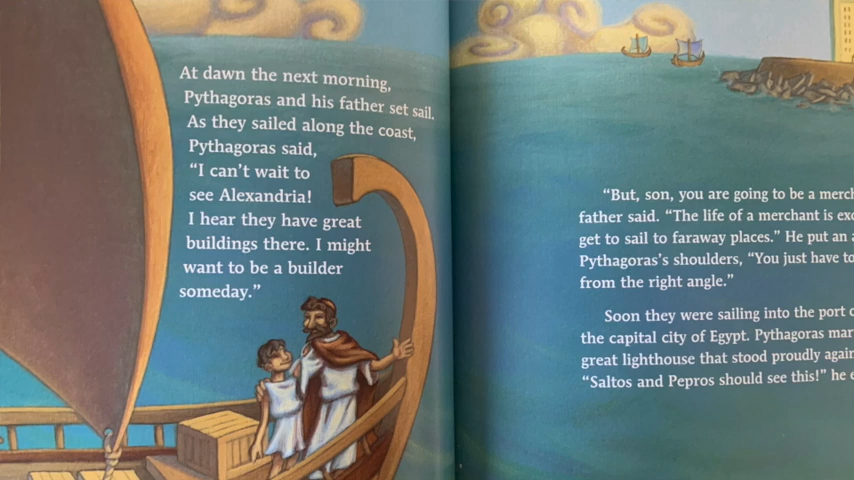 At dawn the next morning,
Pythagoras and his father set sail.
As they sailed along the coast,
Pythagoras said,
“I can’t wait to
see Alexandria!
I hear they have great
buildings there. I might
want to be a builder
someday.”
“But, son, you are going to be a
father said. “The life of a merchant is
get to sail to faraway places.” He put an
Pythagoras’s shoulders, “You just have to
from the right angle.”
Soon they were sailing into the port
the capital city of Egypt. Pythagoras
great lighthouse that stood proudly
“Saltos and Pepros should see this!” he